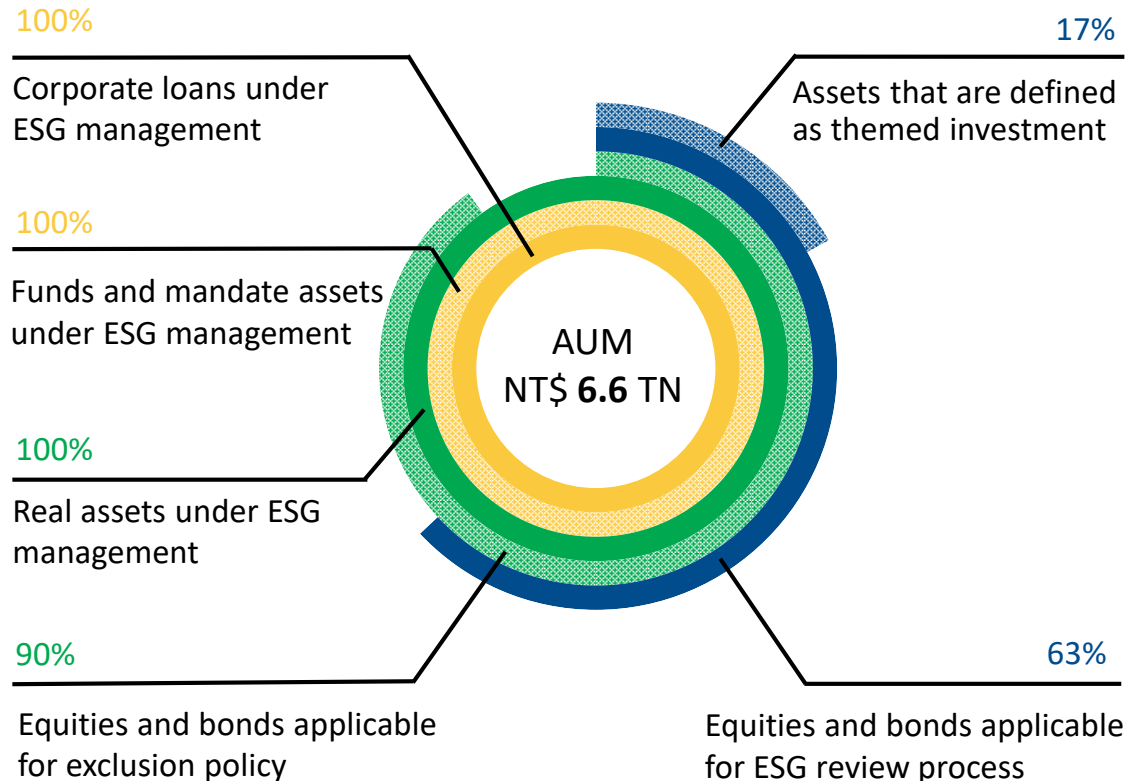 100%
Corporate loans under
ESG management
100%
Funds and mandate assets
under ESG management
100%
Real assets under ESG
management
90%
Equities and bonds applicable
for exclusion policy
AUM
NT$ 6.6 TN
17%
Assets that are defined
as themed investment
63%
Equities and bonds applicable
for ESG review process